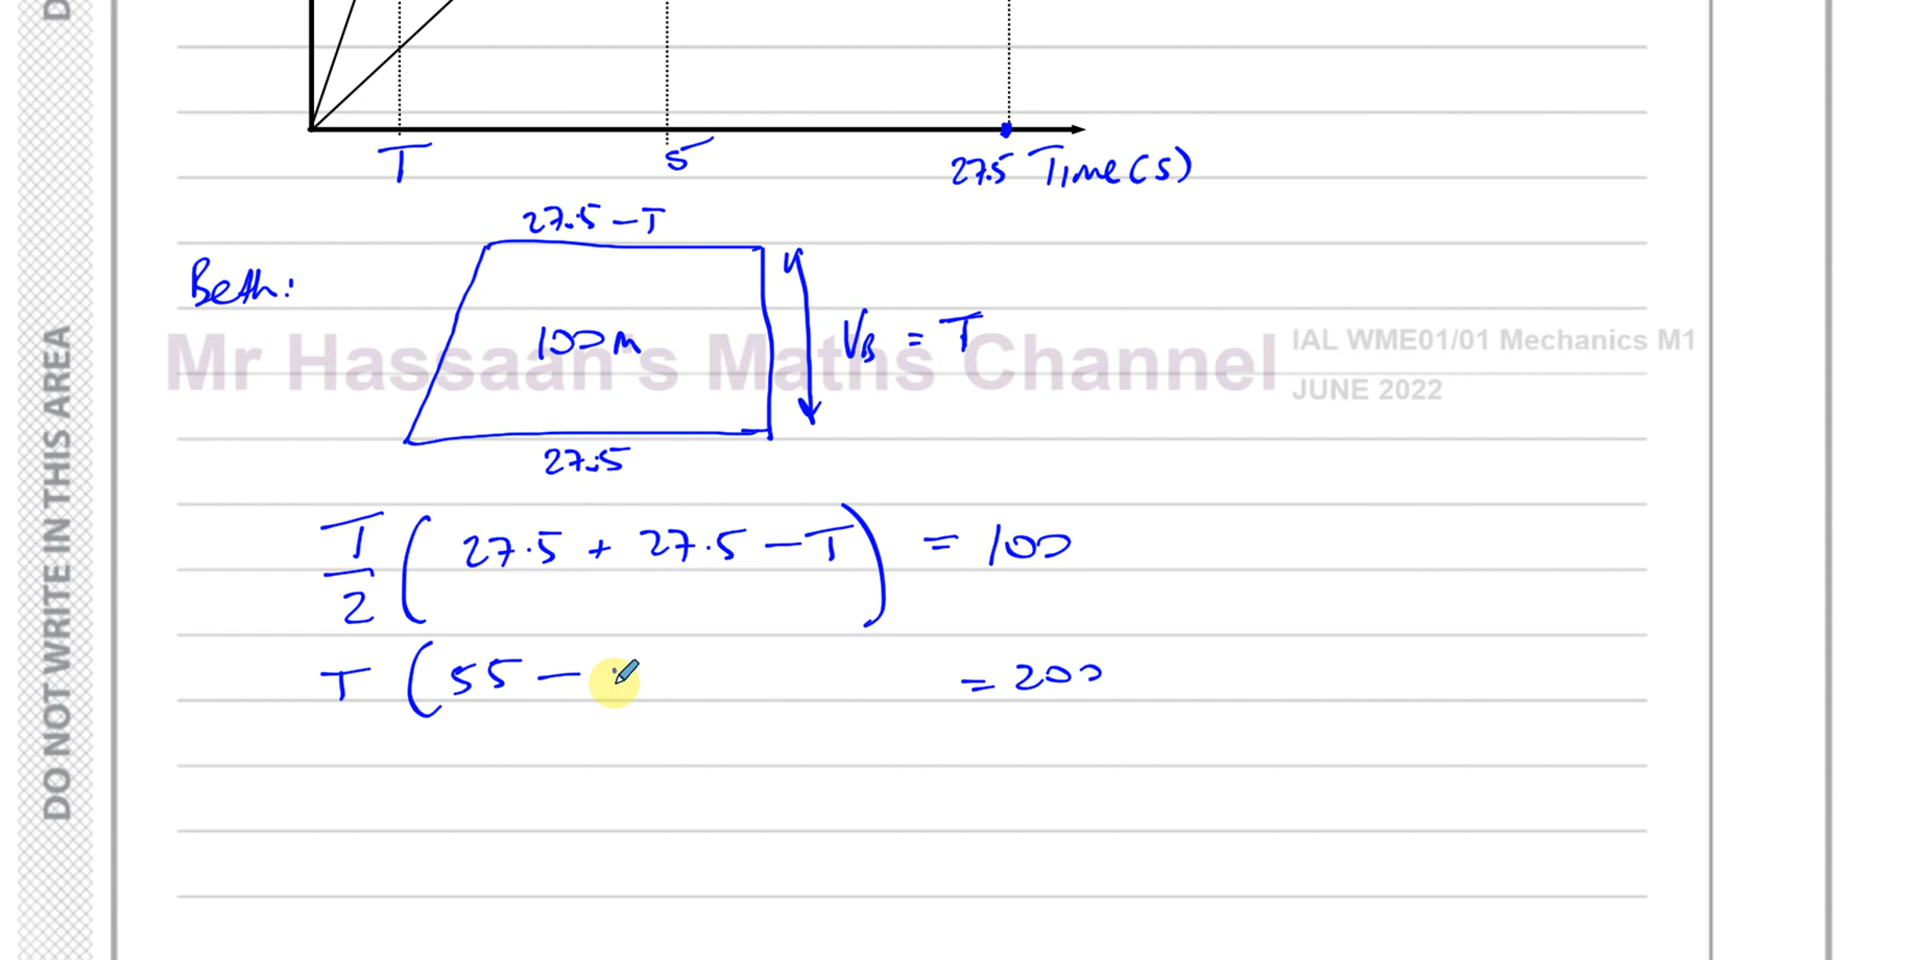 T
5
27.5 Time(s)
27.5 - T
Beth:
100m
V_B = T
27.5
Mr Hassaan's Maths Channel
IAL WME01/01 Mechanics M1
JUNE 2022
T/2 ( 27.5 + 27.5 - T ) = 100
T ( 55 - = 200
DO NOT WRITE IN THIS AREA
D